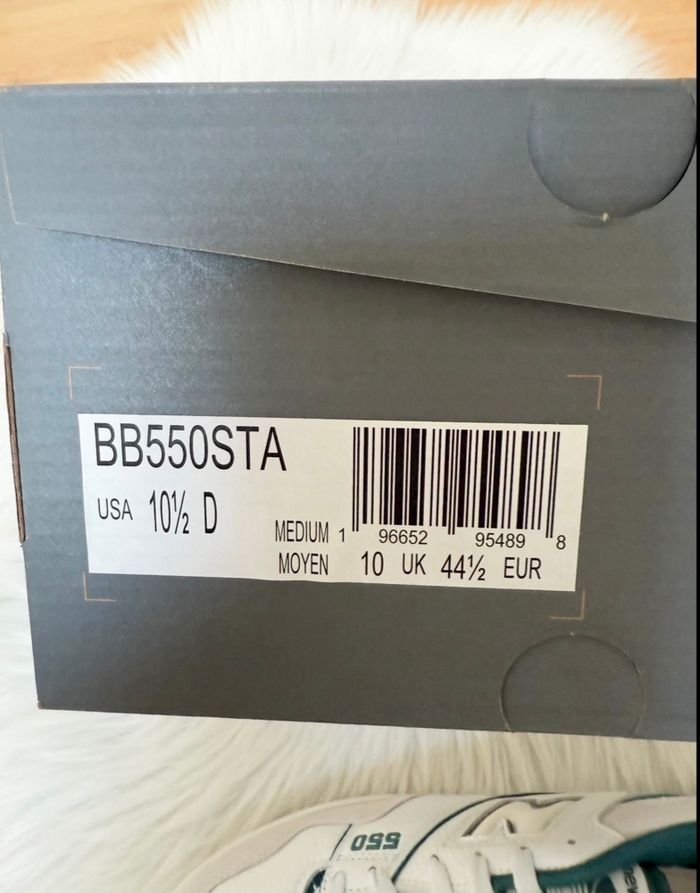 BB550STA
USA 10½ D
MEDIUM 1 96652 95489 8
MOYEN 10 UK 44½ EUR
550